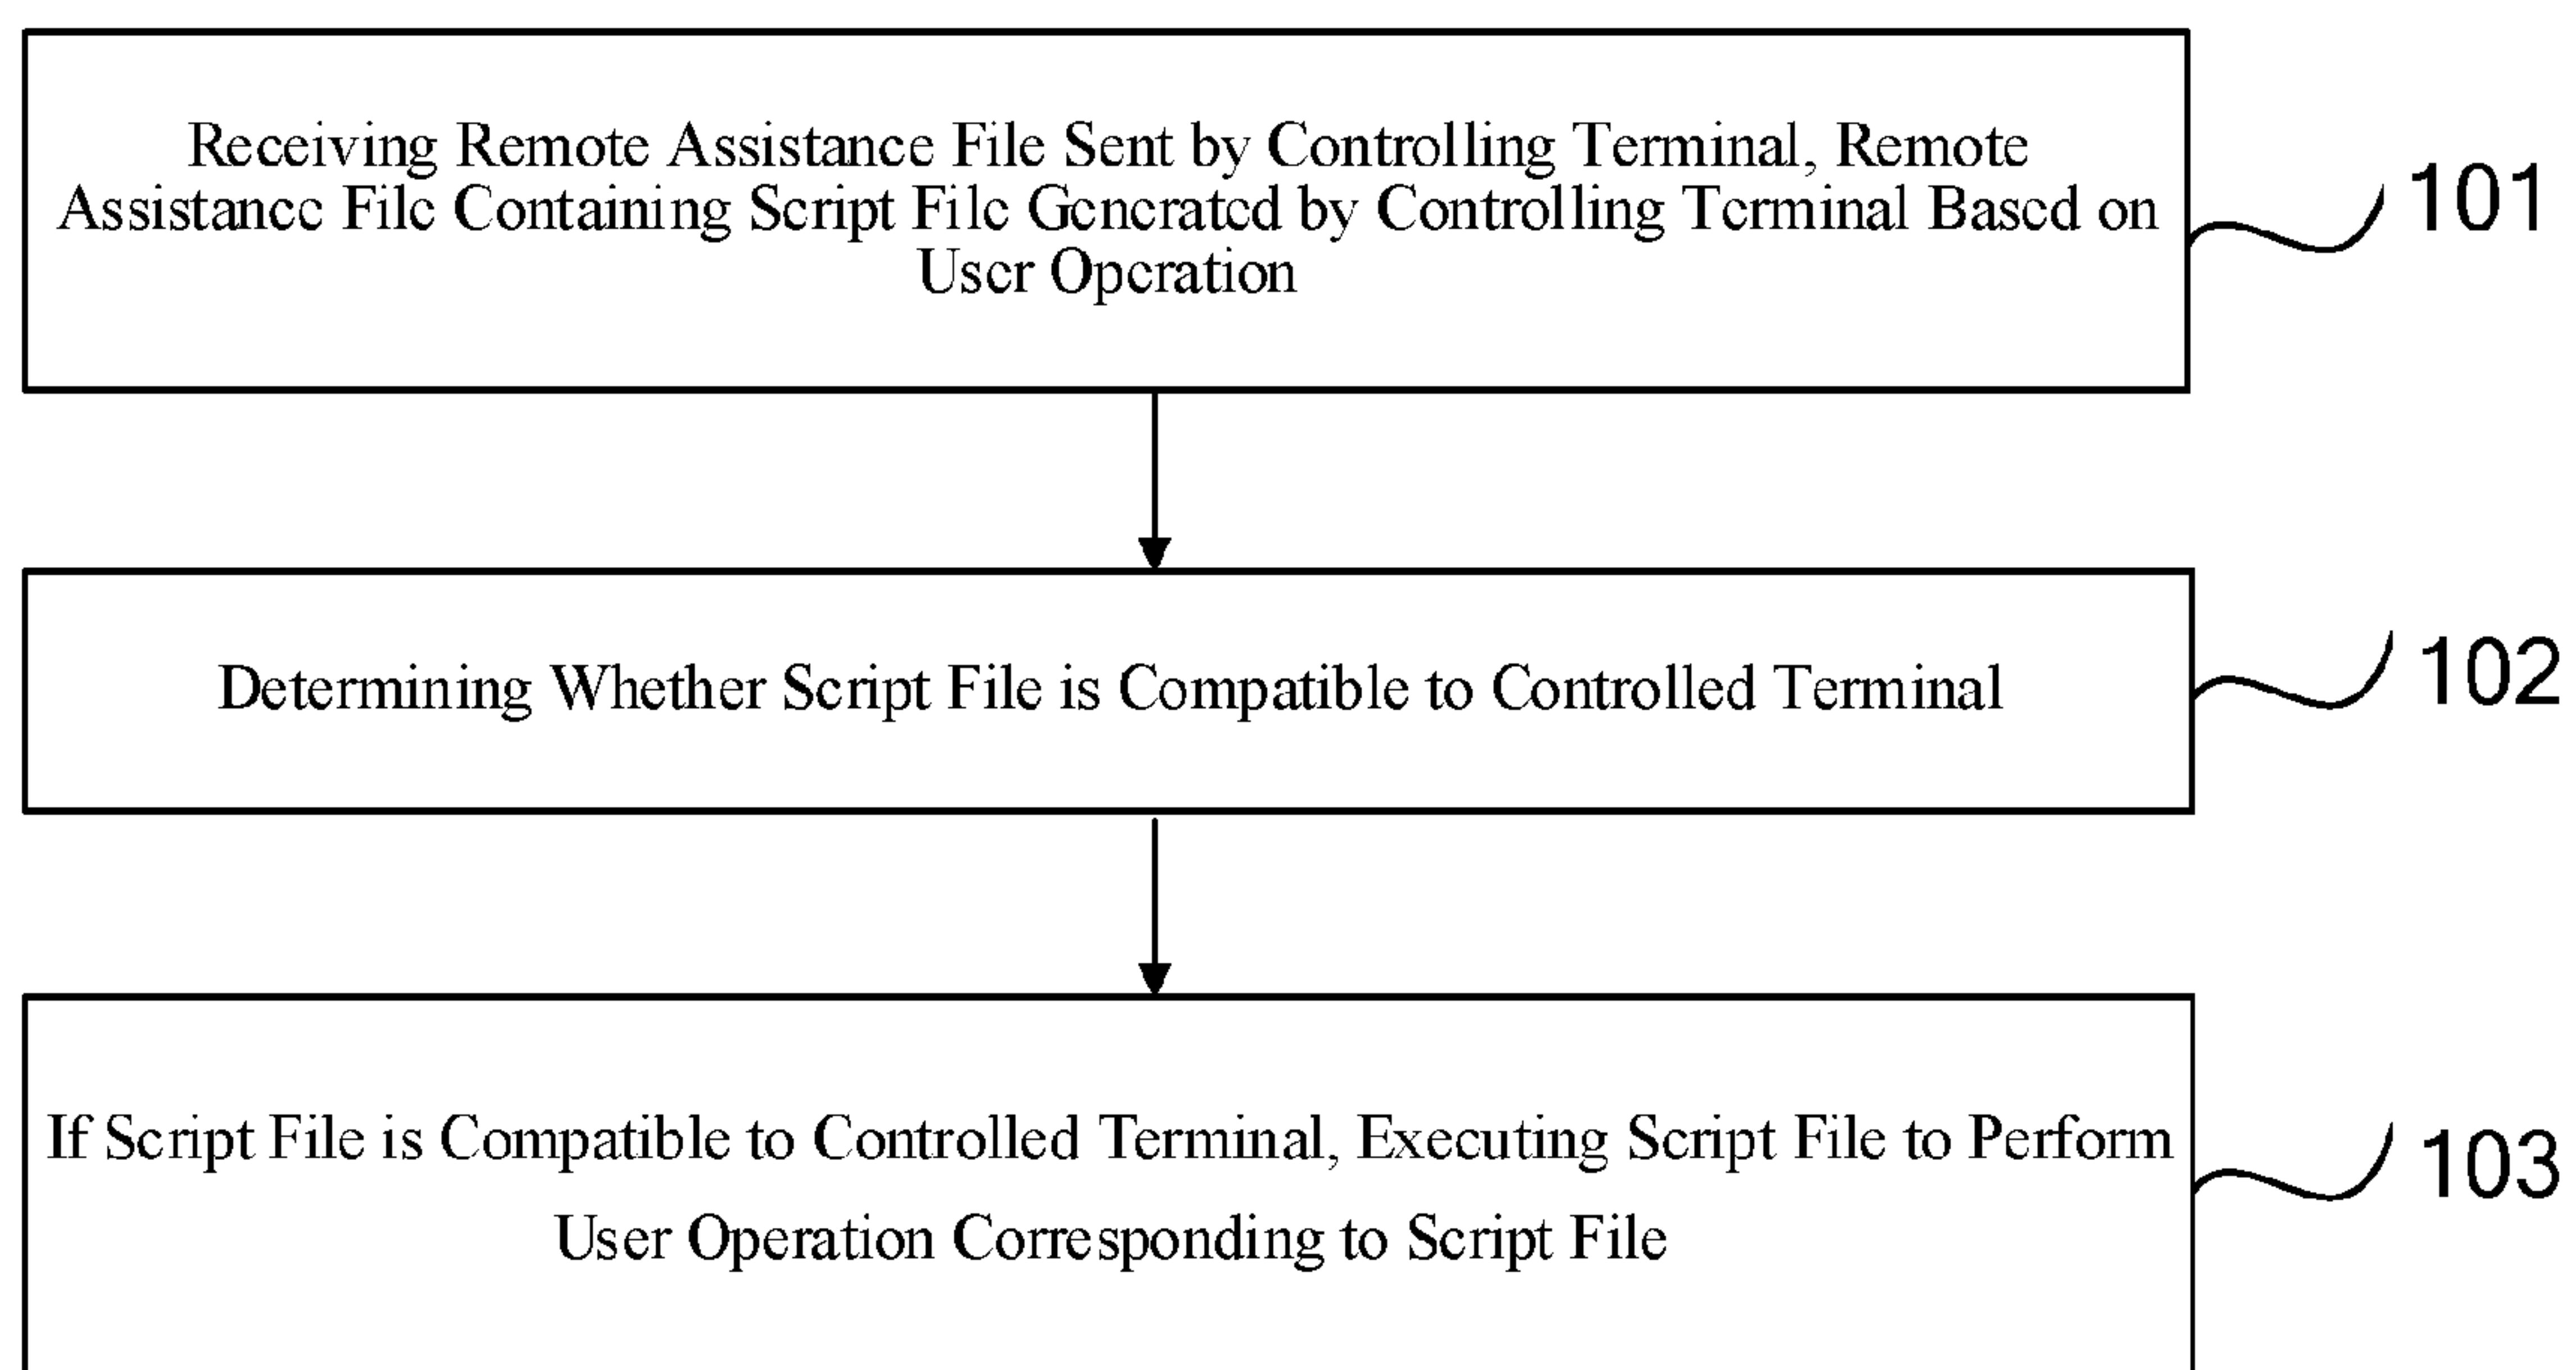 Receiving Remote Assistance File Sent by Controlling Terminal, Remote
Assistance File Containing Script File Generated by Controlling Terminal Based on
User Operation
101
Determining Whether Script File is Compatible to Controlled Terminal
102
If Script File is Compatible to Controlled Terminal, Executing Script File to Perform
User Operation Corresponding to Script File
103